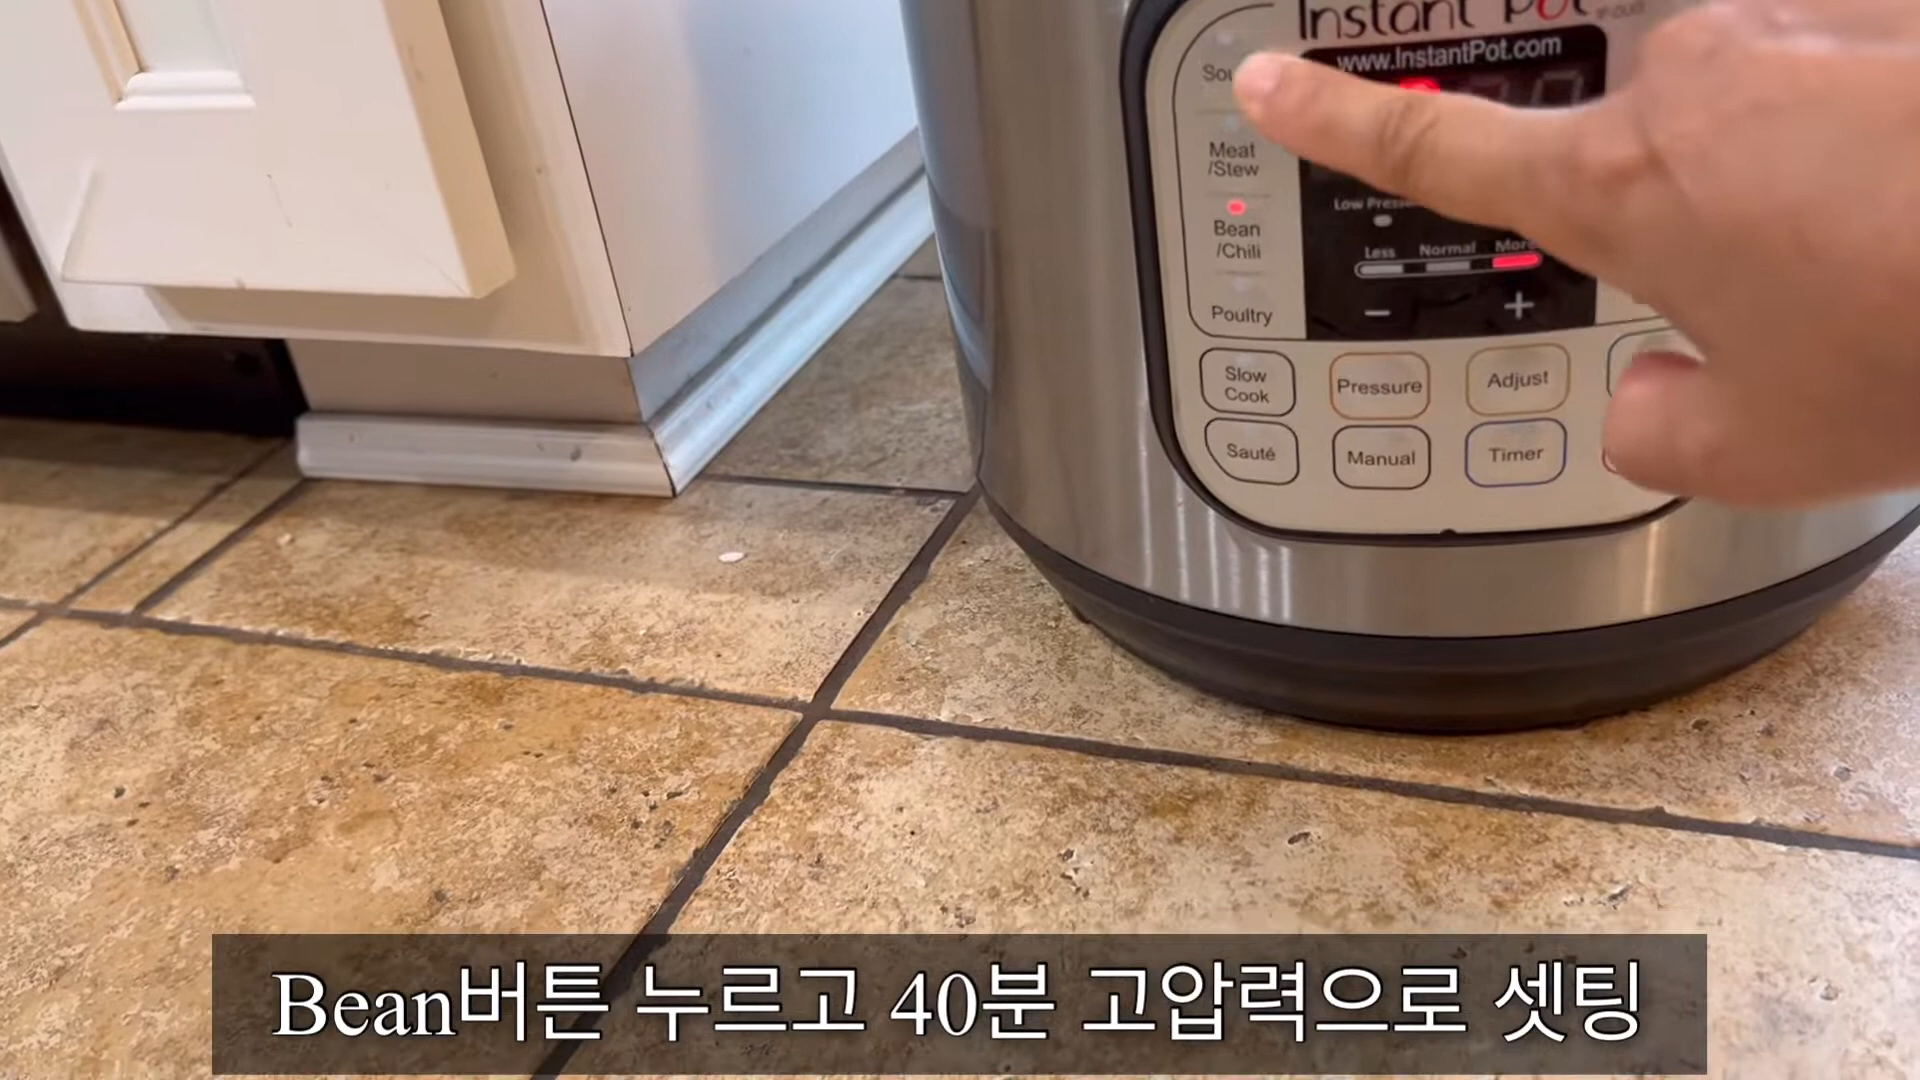 Instant Pot
www.InstantPot.com
Meat
/Stew
Low
Bean
/Chili
Less Normal More
Poultry
− +
Slow
Cook
Pressure
Adjust
Sauté
Manual
Timer
Bean버튼 누르고 40분 고압력으로 셋팅